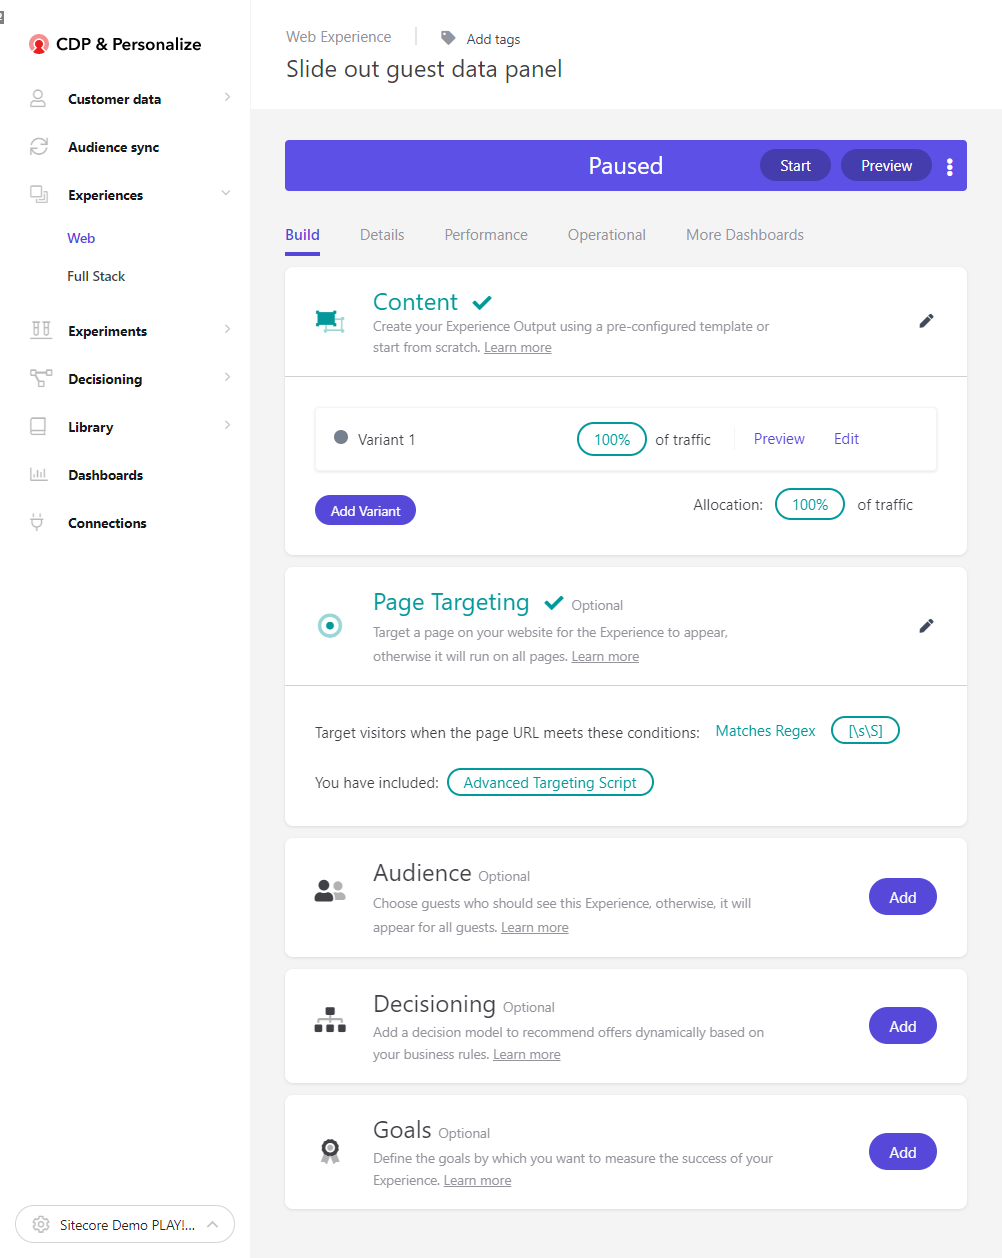 CDP & Personalize
Customer data
Audience sync
Experiences
Web
Full Stack
Experiments
Decisioning
Library
Dashboards
Connections
Sitecore Demo PLAY!...
Web Experience
Add tags
Slide out guest data panel
Paused
Start
Preview
Build
Details
Performance
Operational
More Dashboards
Content
Create your Experience Output using a pre-configured template or
start from scratch. Learn more
Variant 1
100%
of traffic
Preview
Edit
Add Variant
Allocation:
100%
of traffic
Page Targeting
Optional
Target a page on your website for the Experience to appear,
otherwise it will run on all pages. Learn more
Target visitors when the page URL meets these conditions:
Matches Regex
[\s\S]
You have included:
Advanced Targeting Script
Audience Optional
Choose guests who should see this Experience, otherwise, it will
appear for all guests. Learn more
Add
Decisioning Optional
Add a decision model to recommend offers dynamically based on
your business rules. Learn more
Add
Goals Optional
Define the goals by which you want to measure the success of your
Experience. Learn more
Add